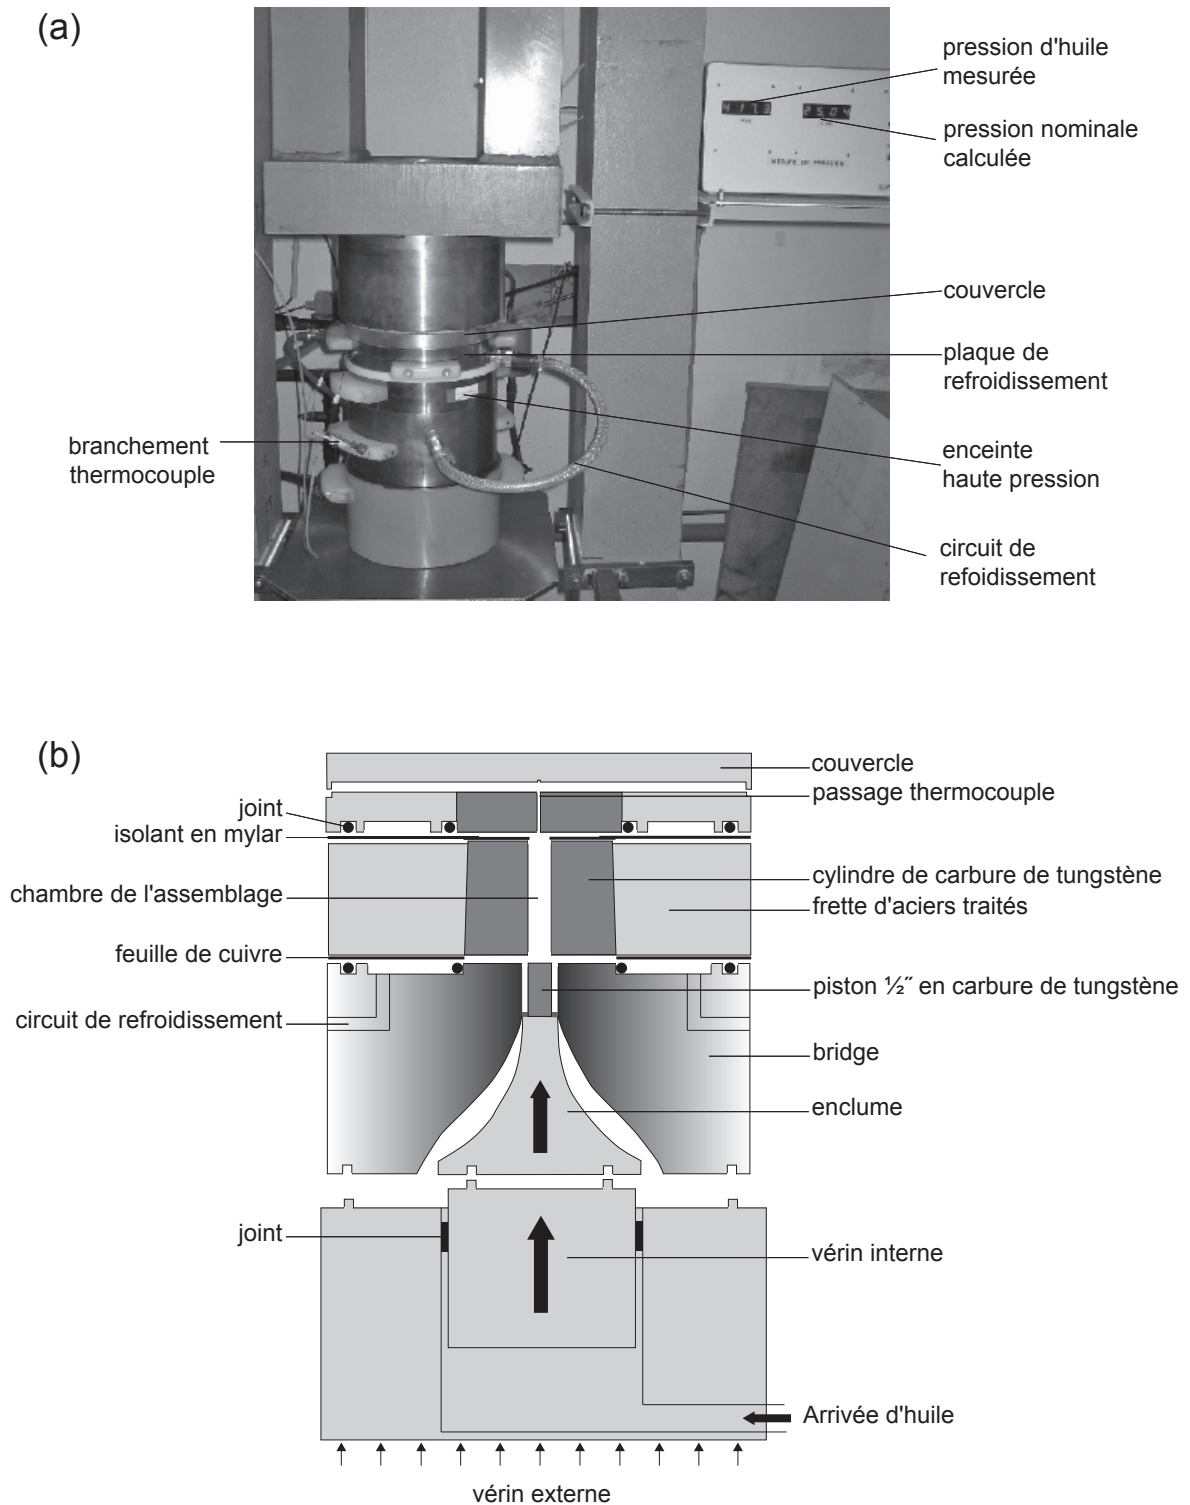 (a)
pression d'huile
mesurée
pression nominale
calculée
couvercle
plaque de
refroidissement
branchement
thermocouple
enceinte
haute pression
circuit de
refoidissement
(b)
couvercle
passage thermocouple
joint
isolant en mylar
cylindre de carbure de tungstène
chambre de l'assemblage
frette d'aciers traités
feuille de cuivre
piston ½˝ en carbure de tungstène
circuit de refroidissement
bridge
enclume
joint
vérin interne
Arrivée d'huile
vérin externe